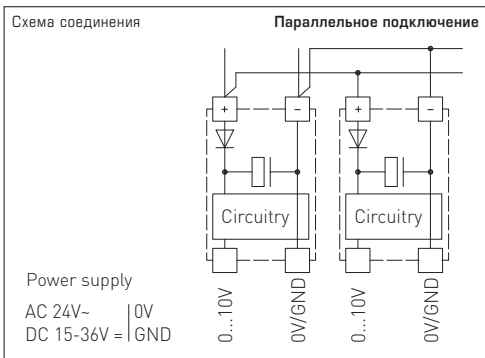 Схема соединения
Параллельное подключение
+
−
+
−
Circuitry
Circuitry
0...10V
0V/GND
0...10V
0V/GND
Power supply
AC 24V~ | 0V
DC 15-36V = | GND